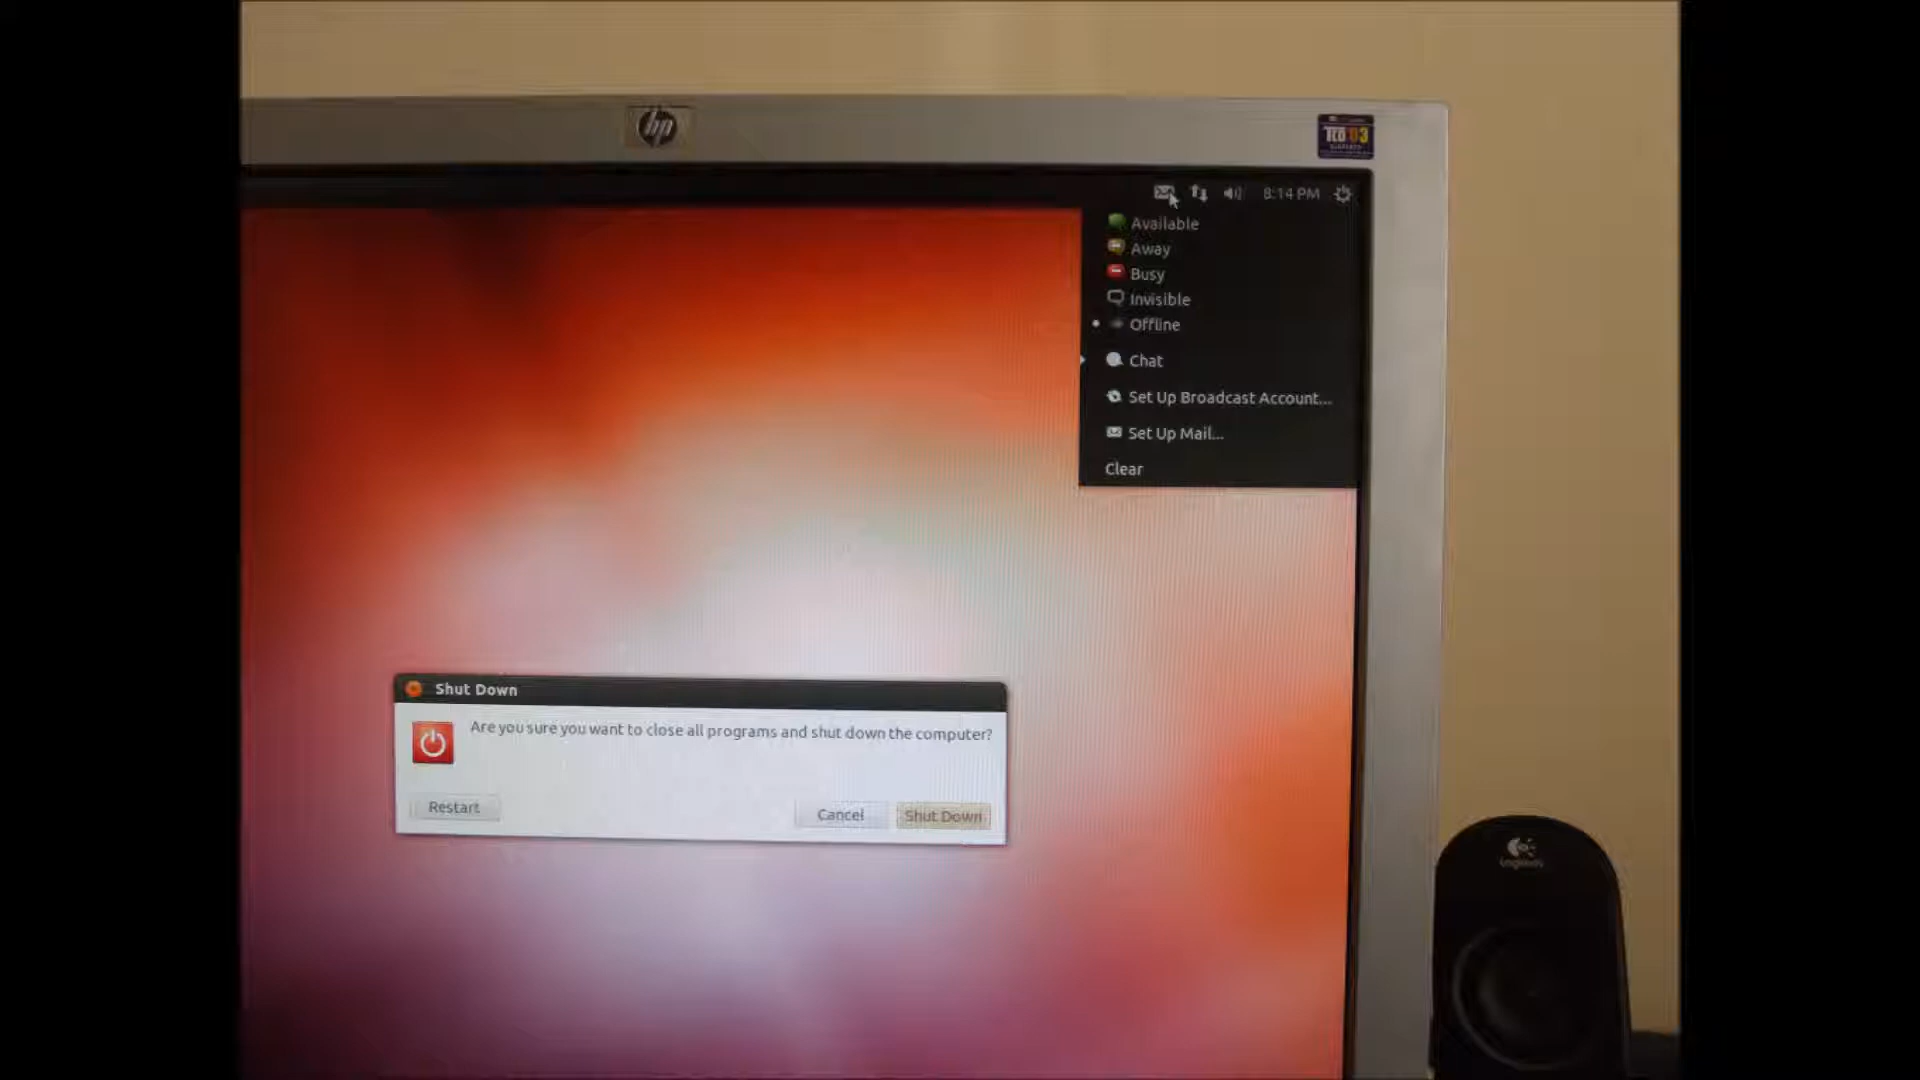 hp
TCO'03
8:14 PM
Available
Away
Busy
Invisible
Offline
Chat
Set Up Broadcast Account...
Set Up Mail...
Clear
Shut Down
Are you sure you want to close all programs and shut down the computer?
Restart
Cancel
Shut Down
Logitech